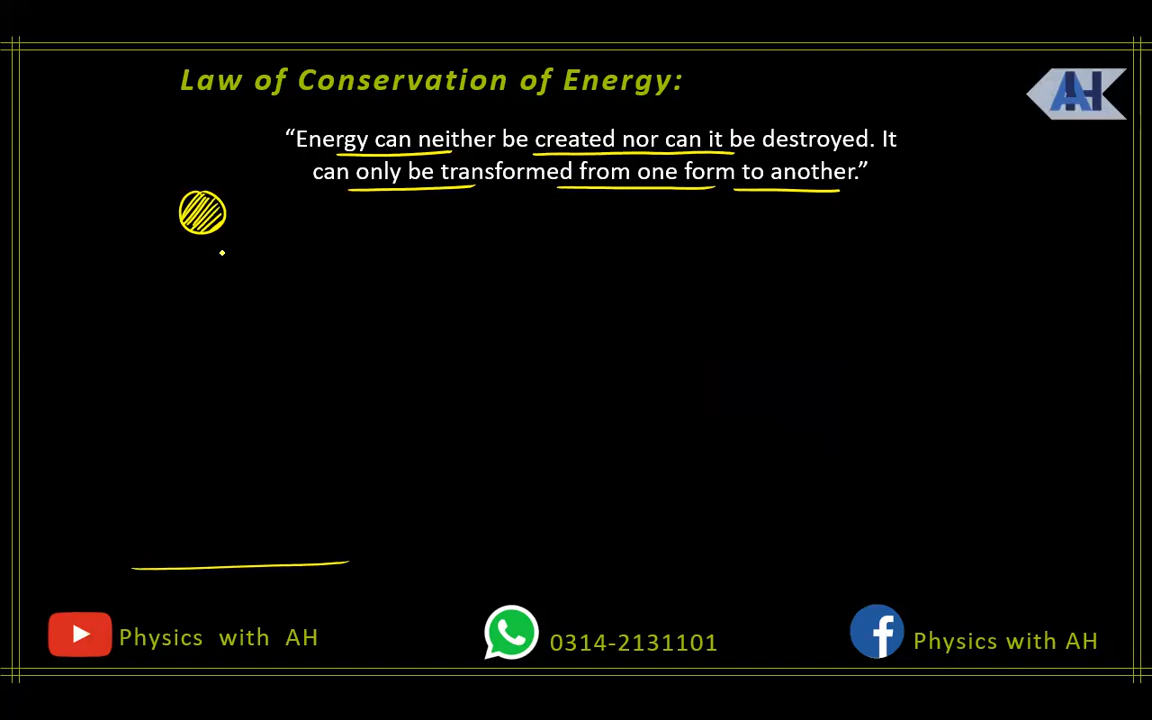 Law of Conservation of Energy:
AH
“Energy can neither be created nor can it be destroyed. It
can only be transformed from one form to another.”
Physics with AH
0314-2131101
Physics with AH